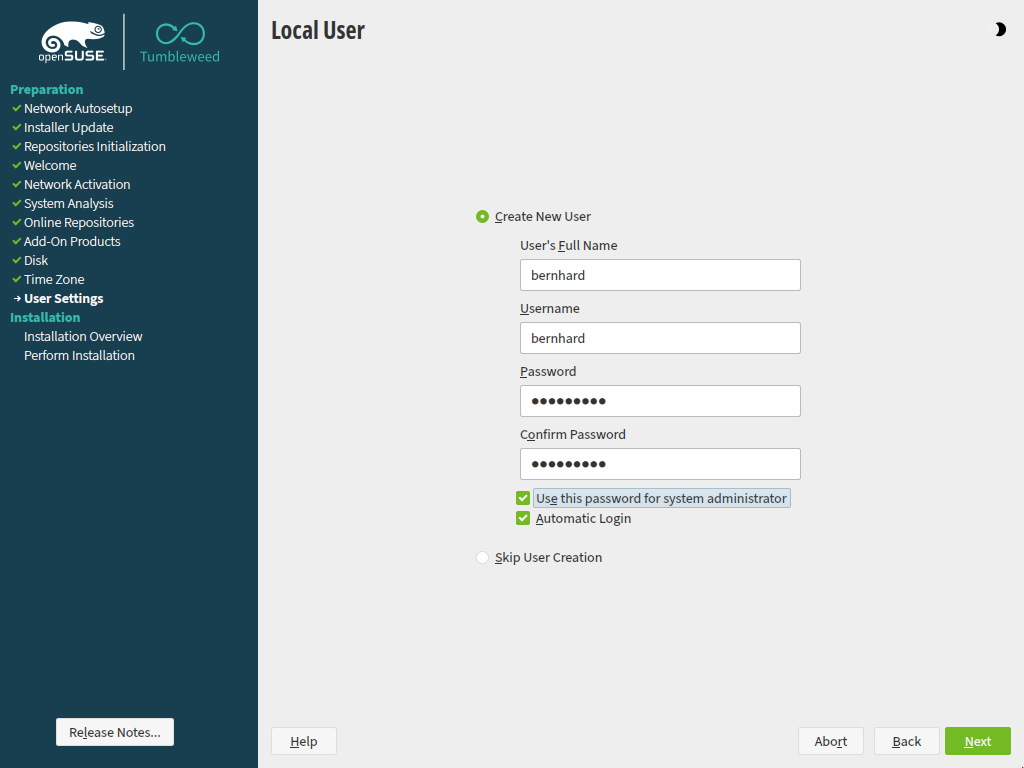 openSUSE
Tumbleweed
Preparation
Network Autosetup
Installer Update
Repositories Initialization
Welcome
Network Activation
System Analysis
Online Repositories
Add-On Products
Disk
Time Zone
User Settings
Installation
Installation Overview
Perform Installation
Release Notes...
Local User
Create New User
User's Full Name
bernhard
Username
bernhard
Password
●●●●●●●●●
Confirm Password
●●●●●●●●●
Use this password for system administrator
Automatic Login
Skip User Creation
Help
Abort
Back
Next